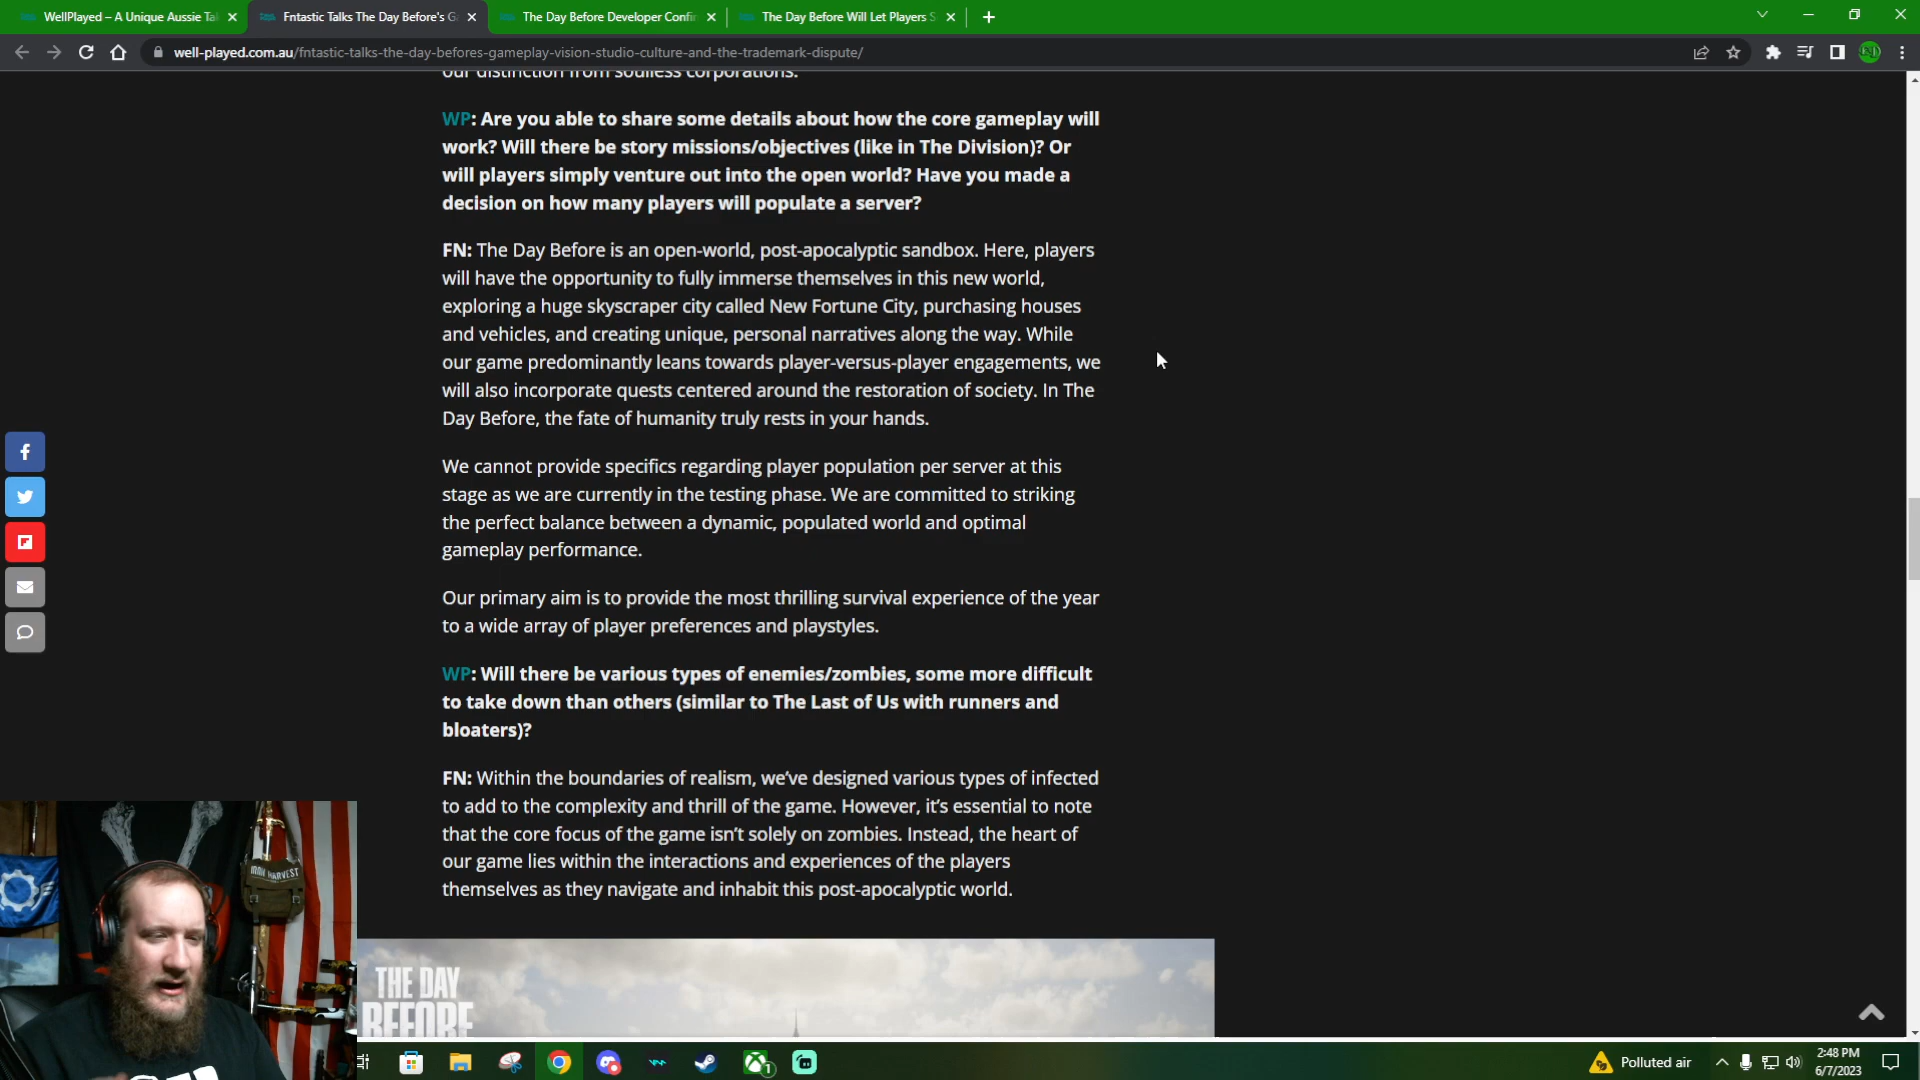 WellPlayed – A Unique Aussie Ta
Fntastic Talks The Day Before's G
The Day Before Developer Confir
The Day Before Will Let Players S
well-played.com.au/fntastic-talks-the-day-befores-gameplay-vision-studio-culture-and-the-trademark-dispute/
our distinction from soulless corporations.
WP: Are you able to share some details about how the core gameplay will
work? Will there be story missions/objectives (like in The Division)? Or
will players simply venture out into the open world? Have you made a
decision on how many players will populate a server?
FN: The Day Before is an open-world, post-apocalyptic sandbox. Here, players
will have the opportunity to fully immerse themselves in this new world,
exploring a huge skyscraper city called New Fortune City, purchasing houses
and vehicles, and creating unique, personal narratives along the way. While
our game predominantly leans towards player-versus-player engagements, we
will also incorporate quests centered around the restoration of society. In The
Day Before, the fate of humanity truly rests in your hands.
We cannot provide specifics regarding player population per server at this
stage as we are currently in the testing phase. We are committed to striking
the perfect balance between a dynamic, populated world and optimal
gameplay performance.
Our primary aim is to provide the most thrilling survival experience of the year
to a wide array of player preferences and playstyles.
WP: Will there be various types of enemies/zombies, some more difficult
to take down than others (similar to The Last of Us with runners and
bloaters)?
FN: Within the boundaries of realism, we've designed various types of infected
to add to the complexity and thrill of the game. However, it's essential to note
that the core focus of the game isn't solely on zombies. Instead, the heart of
our game lies within the interactions and experiences of the players
themselves as they navigate and inhabit this post-apocalyptic world.
IRON HARVEST
THE DAY
BEFORE
1
Polluted air
2:48 PM
6/7/2023